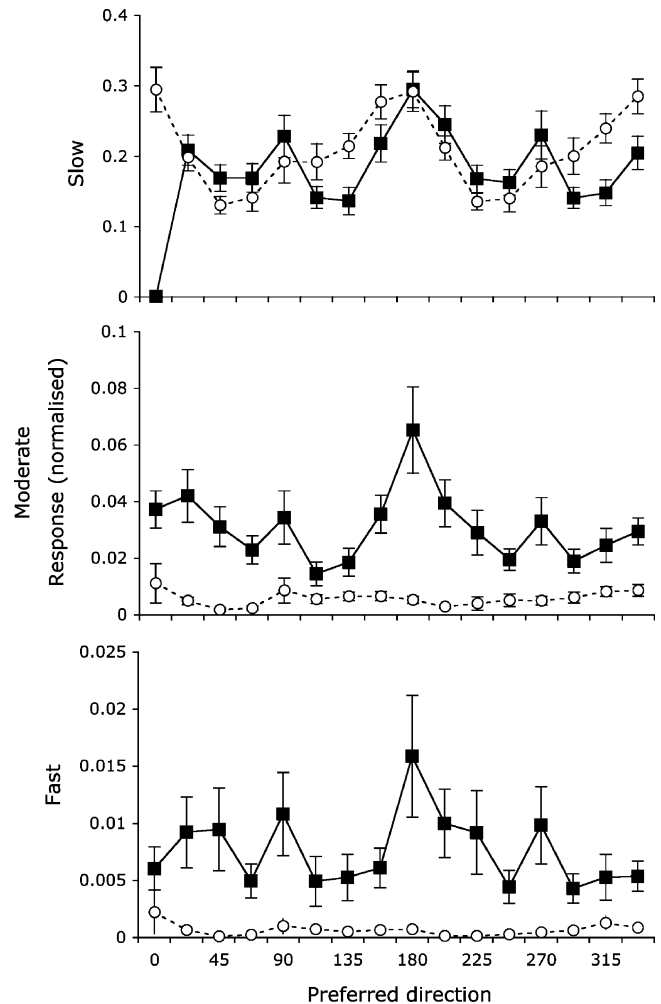 0.4
0.3
0.2
0.1
0
Slow
0.1
0.08
0.06
0.04
0.02
0
Moderate
Response (normalised)
0.025
0.02
0.015
0.01
0.005
0
Fast
0 45 90 135 180 225 270 315
Preferred direction